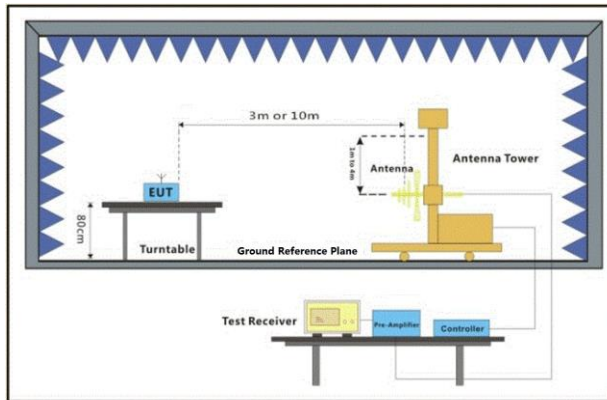 3m or 10m
1m to 4m
Antenna
Antenna Tower
EUT
80cm
Turntable
Ground Reference Plane
Test Receiver
Pre-Amplifier
Controller